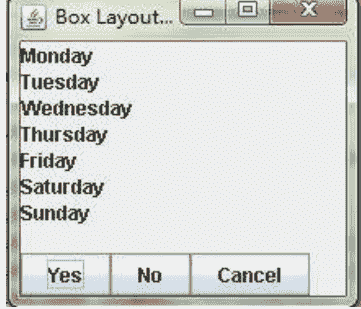 Box Layout...
Monday
Tuesday
Wednesday
Thursday
Friday
Saturday
Sunday
Yes No Cancel